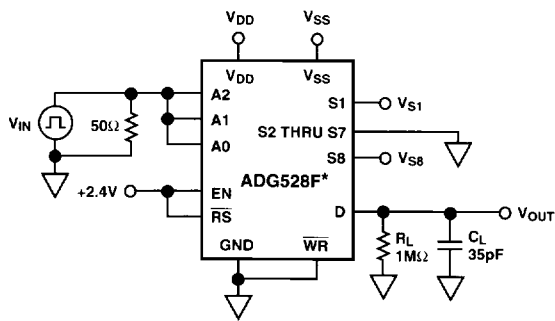 VDD VSS
VDD VSS
A2
A1
A0
VIN
50Ω
S1 VS1
S2 THRU S7
S8 VS8
ADG528F*
+2.4V
EN
RS
D VOUT
GND WR
RL
1MΩ
CL
35pF